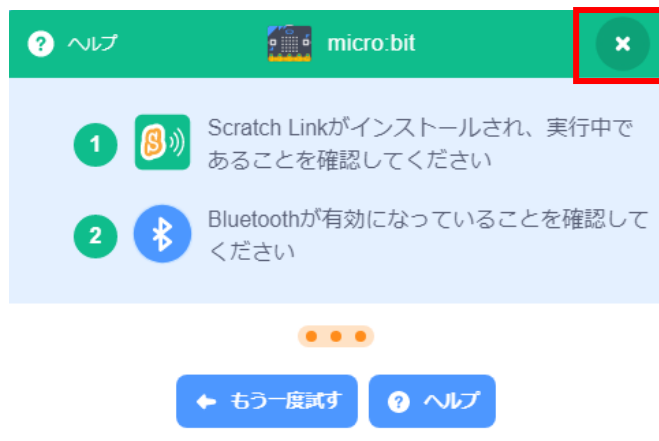 ヘルプ
micro:bit
1
Scratch Linkがインストールされ、実行中で
あることを確認してください
2
Bluetoothが有効になっていることを確認して
ください
もう一度試す
ヘルプ